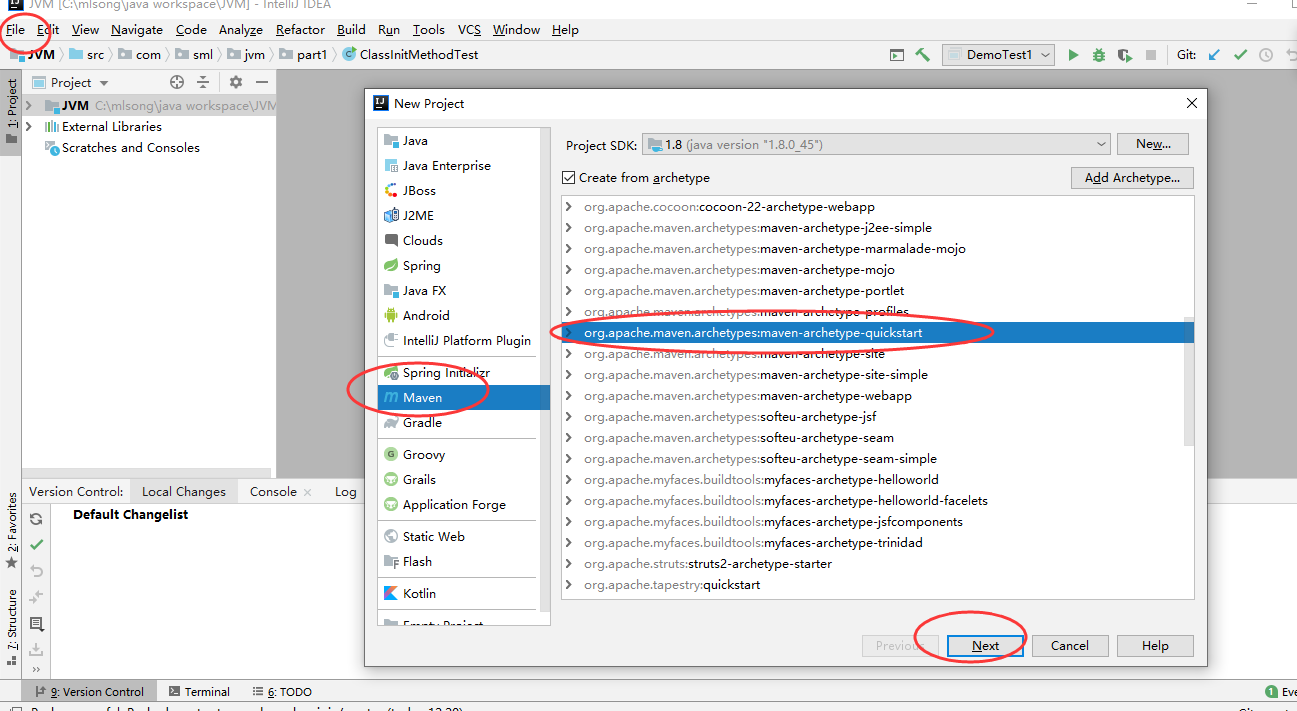 JVM [C:\mlsong\java workspace\JVM] - IntelliJ IDEA
File Edit View Navigate Code Analyze Refactor Build Run Tools VCS Window Help
JVM src com sml jvm part1 ClassInitMethodTest DemoTest1 Git:
1: Project
Project
JVM C:\mlsong\java workspace\JVM
External Libraries
Scratches and Consoles
New Project
Java
Java Enterprise
JBoss
J2ME
Clouds
Spring
Java FX
Android
IntelliJ Platform Plugin
Spring Initializr
Maven
Gradle
Groovy
Grails
Application Forge
Static Web
Flash
Kotlin
Empty Project
Project SDK: 1.8 (java version "1.8.0_45") New...
Create from archetype Add Archetype...
org.apache.cocoon:cocoon-22-archetype-webapp
org.apache.maven.archetypes:maven-archetype-j2ee-simple
org.apache.maven.archetypes:maven-archetype-marmalade-mojo
org.apache.maven.archetypes:maven-archetype-mojo
org.apache.maven.archetypes:maven-archetype-portlet
org.apache.maven.archetypes:maven-archetype-profiles
org.apache.maven.archetypes:maven-archetype-quickstart
org.apache.maven.archetypes:maven-archetype-site
org.apache.maven.archetypes:maven-archetype-site-simple
org.apache.maven.archetypes:maven-archetype-webapp
org.apache.maven.archetypes:softeu-archetype-jsf
org.apache.maven.archetypes:softeu-archetype-seam
org.apache.maven.archetypes:softeu-archetype-seam-simple
org.apache.myfaces.buildtools:myfaces-archetype-helloworld
org.apache.myfaces.buildtools:myfaces-archetype-helloworld-facelets
org.apache.myfaces.buildtools:myfaces-archetype-jsfcomponents
org.apache.myfaces.buildtools:myfaces-archetype-trinidad
org.apache.struts:struts2-archetype-starter
org.apache.tapestry:quickstart
Previous Next Cancel Help
Version Control: Local Changes Console Log
Default Changelist
2: Favorites
7: Structure
9: Version Control Terminal 6: TODO 1 Eve